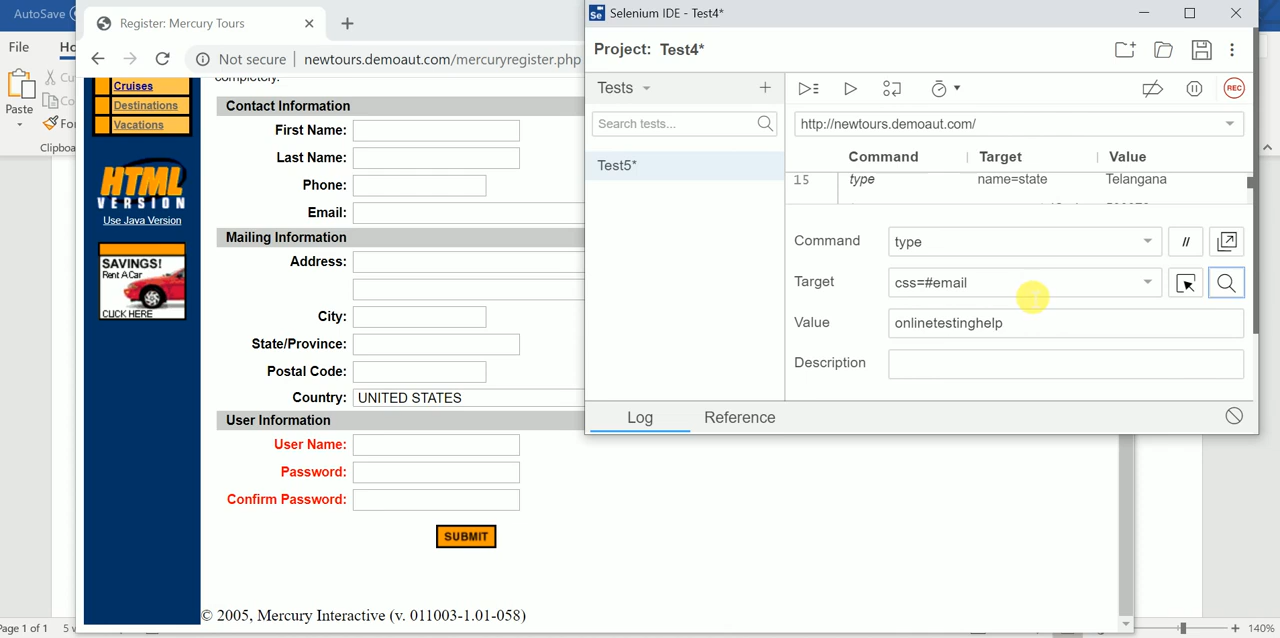 AutoSave
File
Paste
Clipboa
Page 1 of 1
140%
Register: Mercury Tours
Not secure | newtours.demoaut.com/mercuryregister.php
completely.
Cruises
Destinations
Vacations
HTML
VERSION
Use Java Version
SAVINGS!
Rent A Car
CLICK HERE
Contact Information
First Name:
Last Name:
Phone:
Email:
Mailing Information
Address:
City:
State/Province:
Postal Code:
Country: UNITED STATES
User Information
User Name:
Password:
Confirm Password:
SUBMIT
© 2005, Mercury Interactive (v. 011003-1.01-058)
Se Selenium IDE - Test4*
Project: Test4*
Tests
Search tests...
Test5*
REC
http://newtours.demoaut.com/
Command Target Value
15 type name=state Telangana
Command type //
Target css=#email
Value onlinetestinghelp
Description
Log Reference